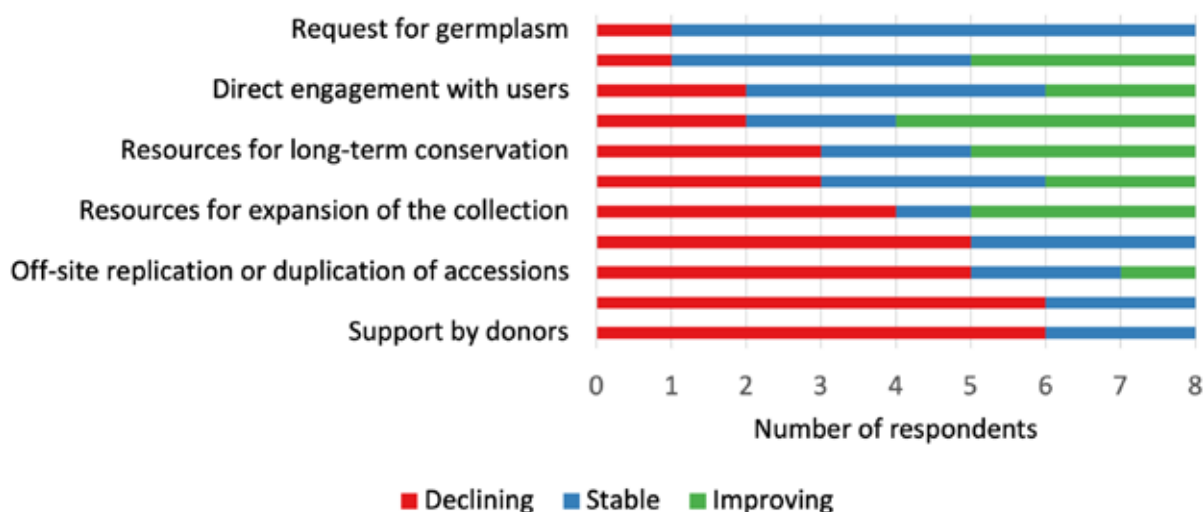 Request for germplasm
Direct engagement with users
Resources for long-term conservation
Resources for expansion of the collection
Off-site replication or duplication of accessions
Support by donors
0 1 2 3 4 5 6 7 8
Number of respondents
Declining Stable Improving